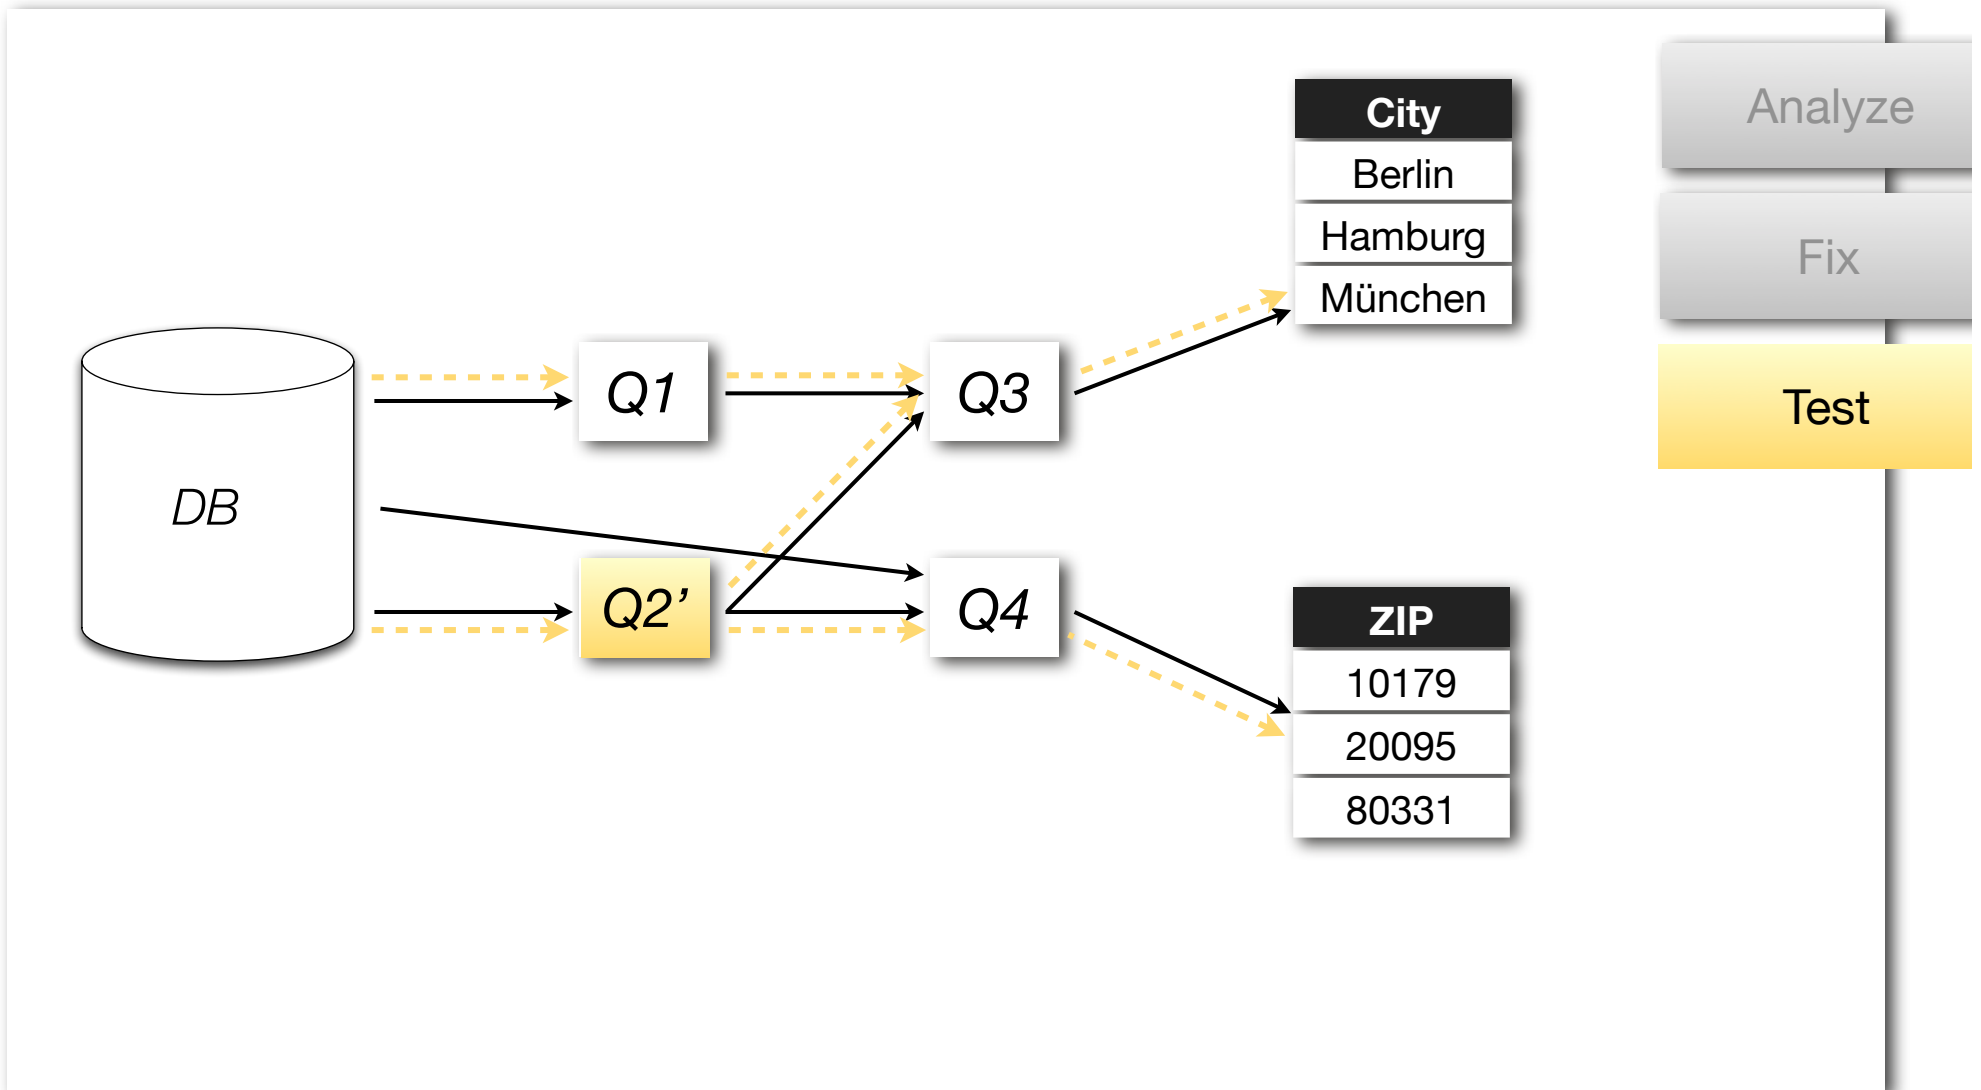 City
Berlin
Hamburg
München
Analyze
Fix
Test
Q1
Q3
DB
Q2’
Q4
ZIP
10179
20095
80331